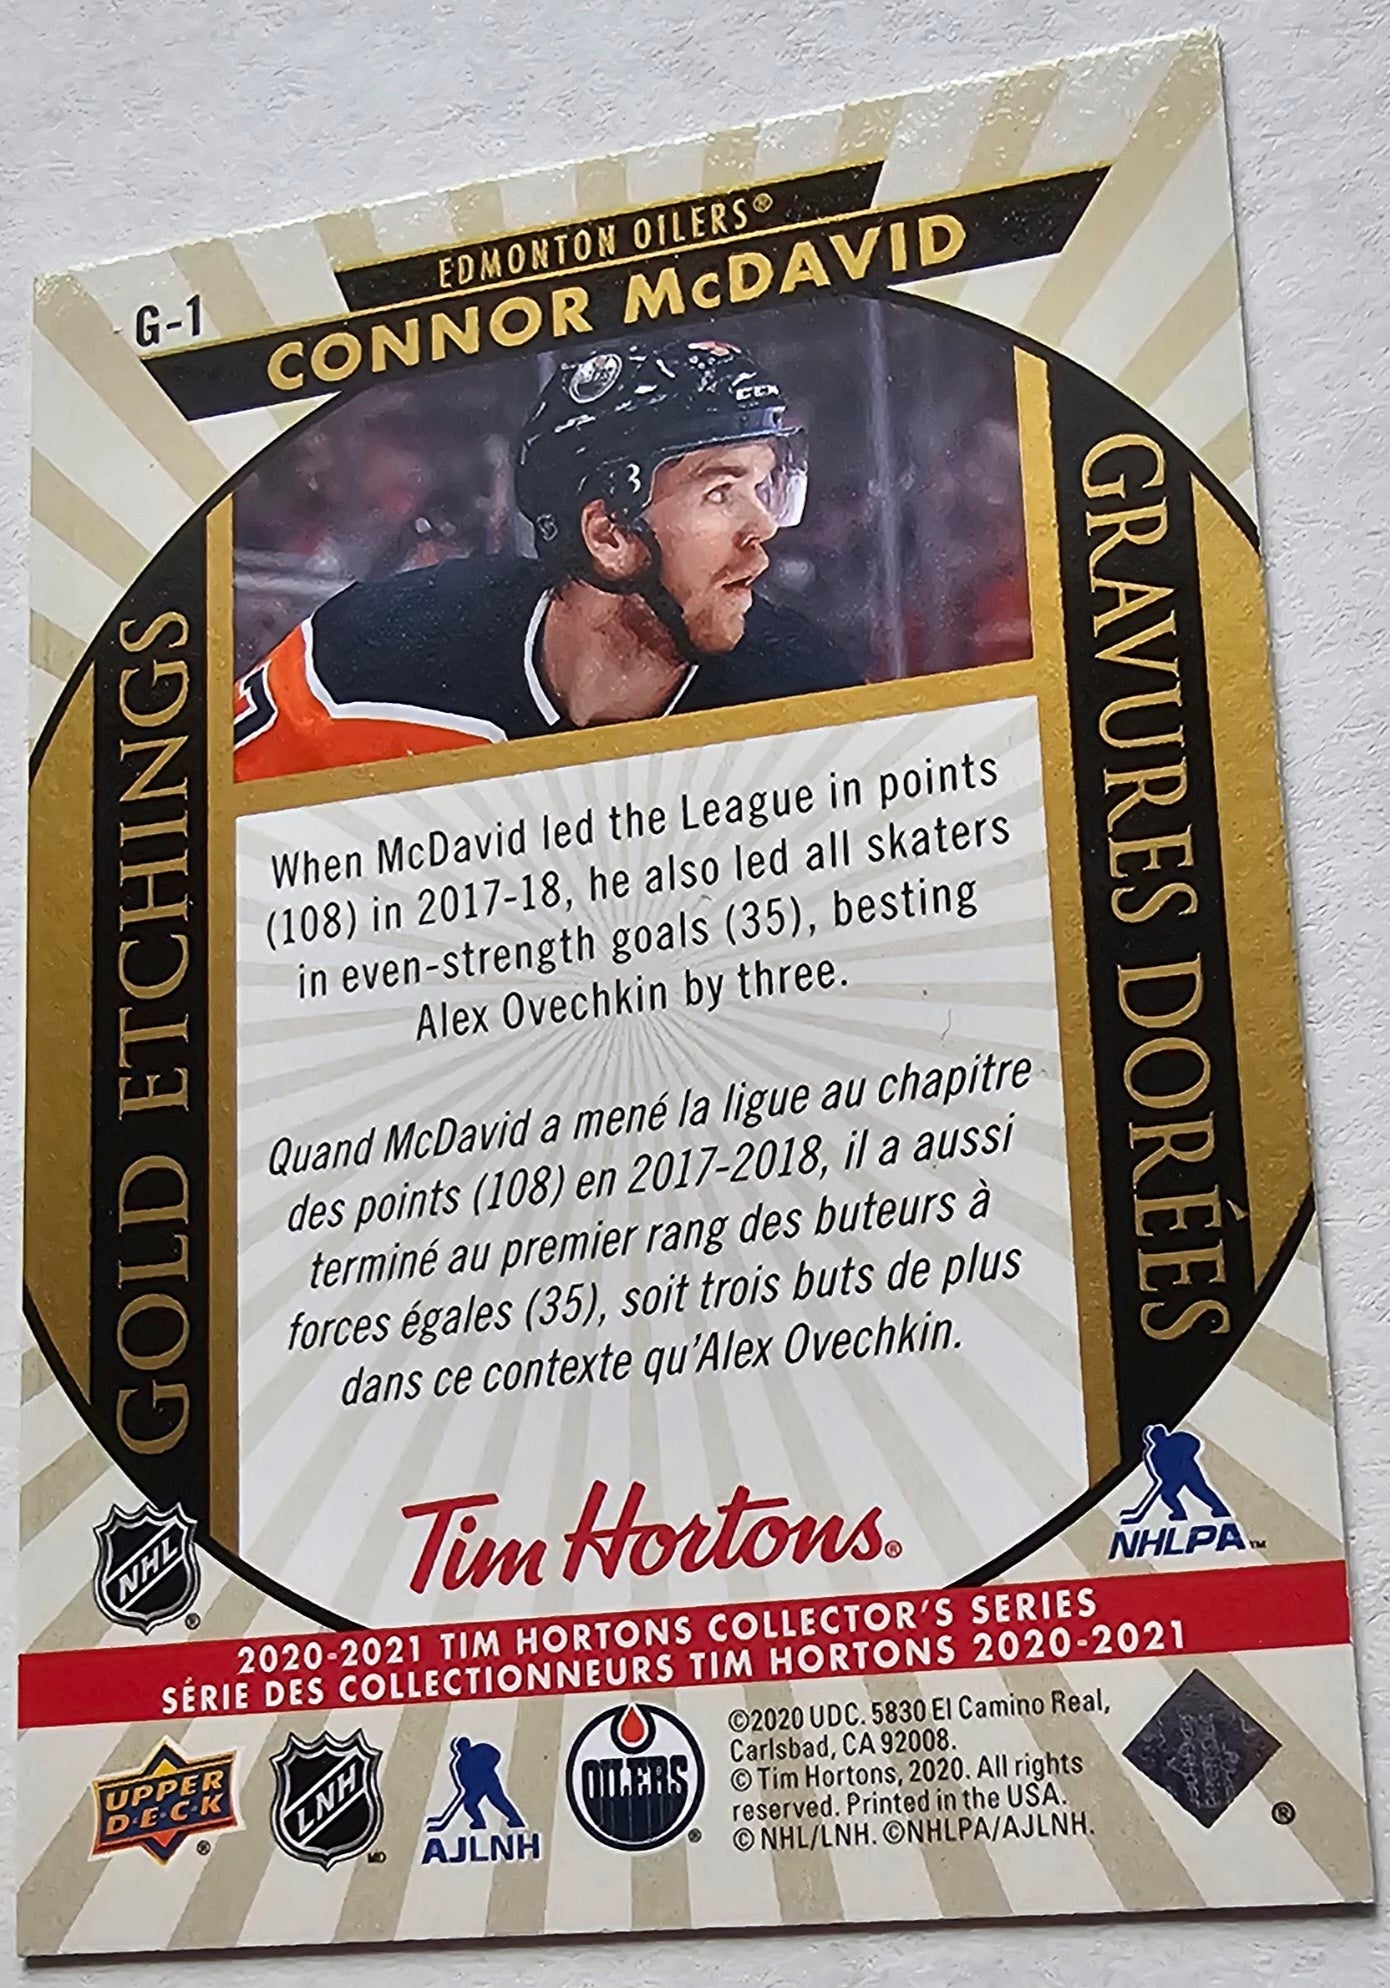 EDMONTON OILERS®
G-1
CONNOR McDAVID
CCM
GOLD ETCHINGS
GRAVURES DORÉES
When McDavid led the League in points
(108) in 2017-18, he also led all skaters
in even-strength goals (35), besting
Alex Ovechkin by three.
Quand McDavid a mené la ligue au chapitre
des points (108) en 2017-2018, il a aussi
terminé au premier rang des buteurs à
forces égales (35), soit trois buts de plus
dans ce contexte qu'Alex Ovechkin.
Tim Hortons®
NHL®
NHLPA™
2020-2021 TIM HORTONS COLLECTOR'S SERIES
SÉRIE DES COLLECTIONNEURS TIM HORTONS 2020-2021
UPPER
D·E·C·K®
LNH MD
AJLNH
OILERS®
©2020 UDC. 5830 El Camino Real,
Carlsbad, CA 92008.
© Tim Hortons, 2020. All rights
reserved. Printed in the USA.
© NHL/LNH. ©NHLPA/AJLNH.
®